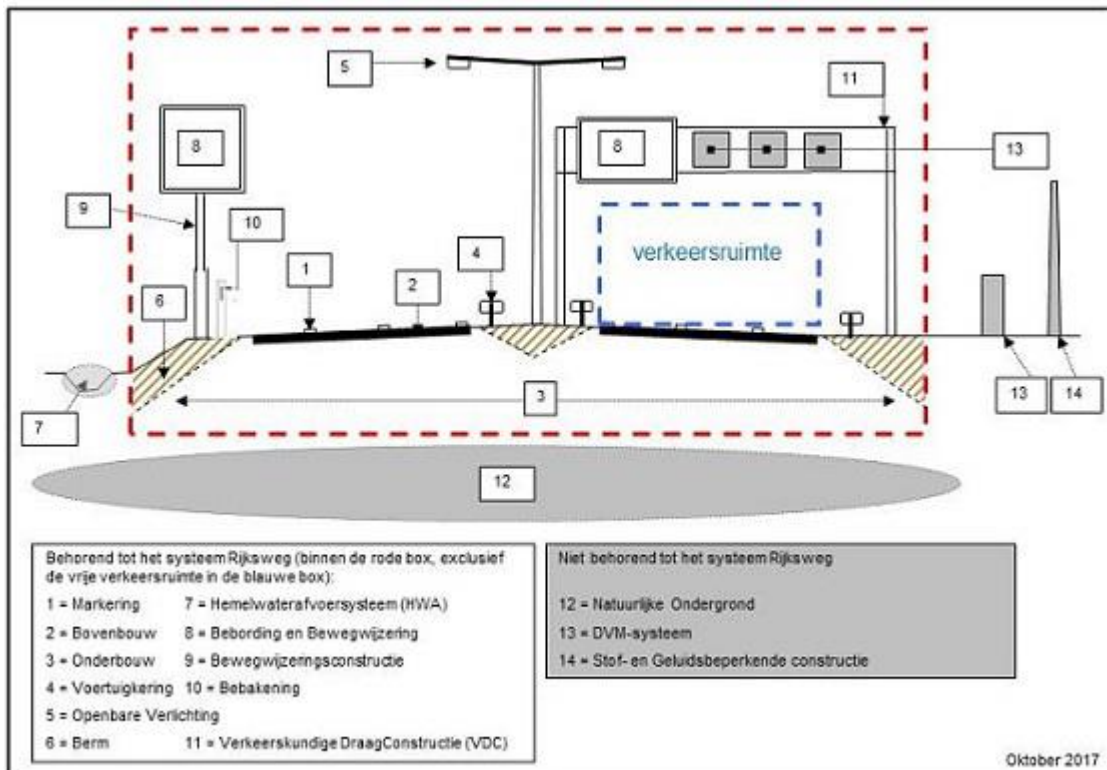 5
11
8
8
13
9
10
verkeersruimte
4
1
2
6
3
7
13
14
12
Behorend tot het systeem Rijksweg (binnen de rode box, exclusief
de vrije verkeersruimte in de blauwe box):
1 = Markering 7 = Hemelwaterafvoersysteem (HWA)
2 = Bovenbouw 8 = Bebording en Bewegwijzering
3 = Onderbouw 9 = Bewegwijzeringsconstructie
4 = Voertuigkering 10 = Bebakening
5 = Openbare Verlichting
6 = Berm 11 = Verkeerskundige DraagConstructie (VDC)
Niet behorend tot het systeem Rijksweg
12 = Natuurlijke Ondergrond
13 = DVM-systeem
14 = Stof- en Geluidsbeperkende constructie
Oktober 2017